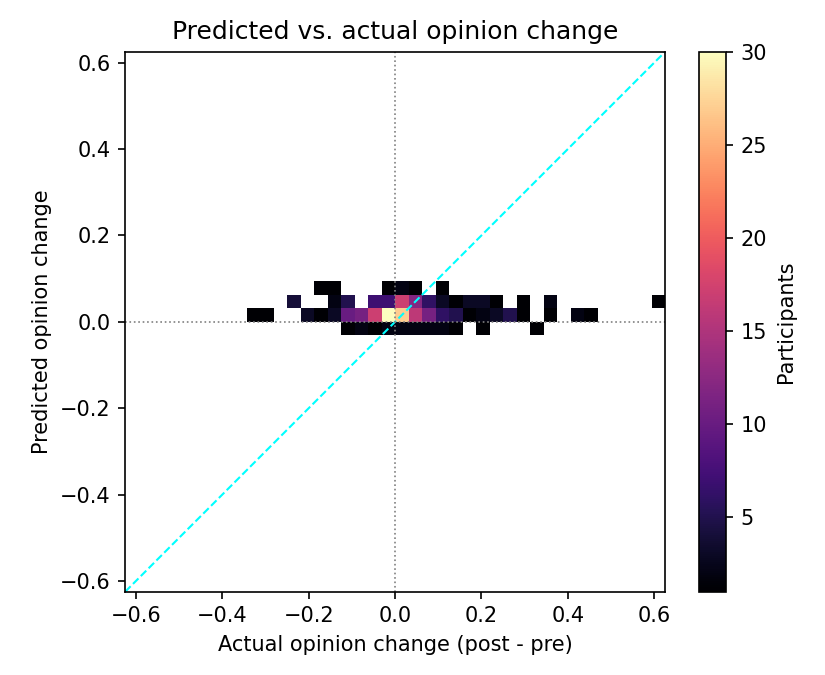 Predicted vs. actual opinion change
0.6
0.4
0.2
0.0
−0.2
−0.4
−0.6
Predicted opinion change
−0.6 −0.4 −0.2 0.0 0.2 0.4 0.6
Actual opinion change (post - pre)
30
25
20
15
10
5
Participants